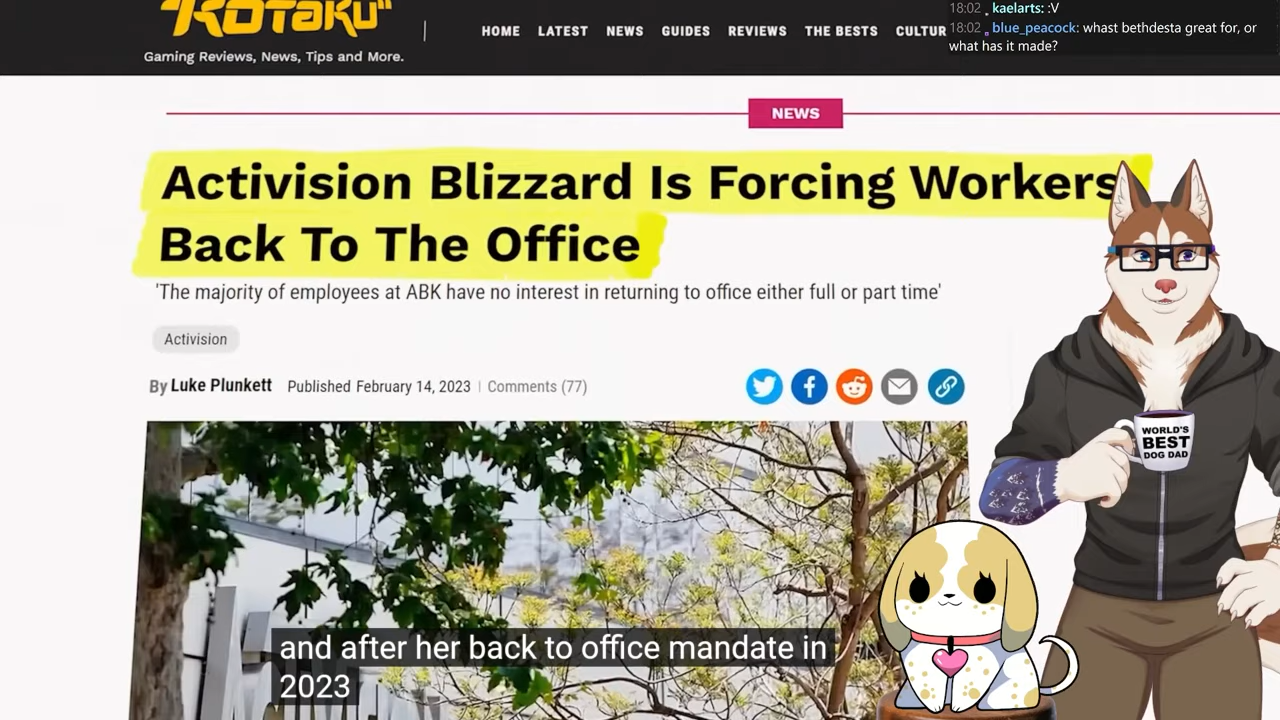 KOTAKU
Gaming Reviews, News, Tips and More.
HOME LATEST NEWS GUIDES REVIEWS THE BESTS CULTUR
18:02 kaelarts: :V
18:02 blue_peacock: whast bethdesta great for, or
what has it made?
NEWS
Activision Blizzard Is Forcing Workers
Back To The Office
'The majority of employees at ABK have no interest in returning to office either full or part time'
Activision
By Luke Plunkett Published February 14, 2023 | Comments (77)
WORLD'S
BEST
DOG DAD
and after her back to office mandate in
2023